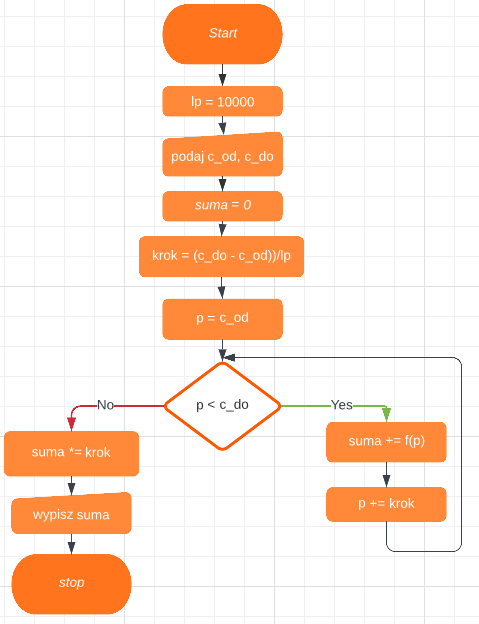 Start
lp = 10000
podaj c_od, c_do
suma = 0
krok = (c_do - c_od))/lp
p = c_od
p < c_do
No
Yes
suma *= krok
suma += f(p)
wypisz suma
p += krok
stop